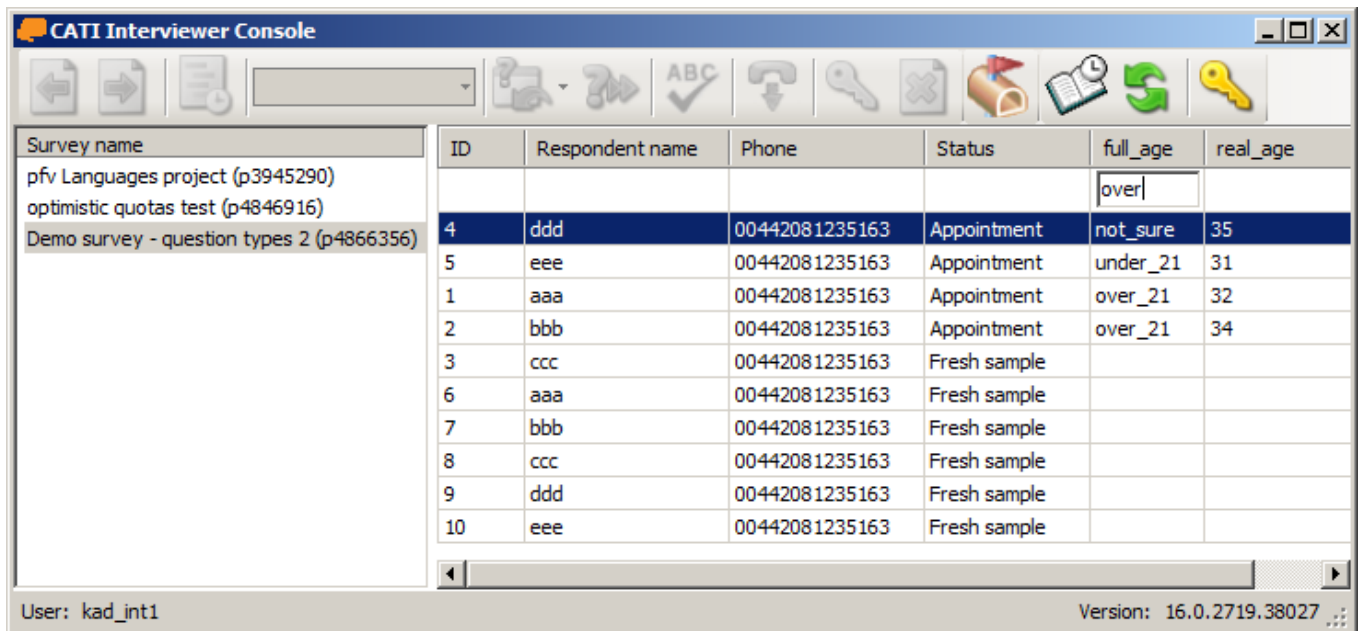 CATI Interviewer Console
ABC
Survey name
pfv Languages project (p3945290)
optimistic quotas test (p4846916)
Demo survey - question types 2 (p4866356)
ID Respondent name Phone Status full_age real_age
over
4 ddd 00442081235163 Appointment not_sure 35
5 eee 00442081235163 Appointment under_21 31
1 aaa 00442081235163 Appointment over_21 32
2 bbb 00442081235163 Appointment over_21 34
3 ccc 00442081235163 Fresh sample
6 aaa 00442081235163 Fresh sample
7 bbb 00442081235163 Fresh sample
8 ccc 00442081235163 Fresh sample
9 ddd 00442081235163 Fresh sample
10 eee 00442081235163 Fresh sample
User: kad_int1 Version: 16.0.2719.38027